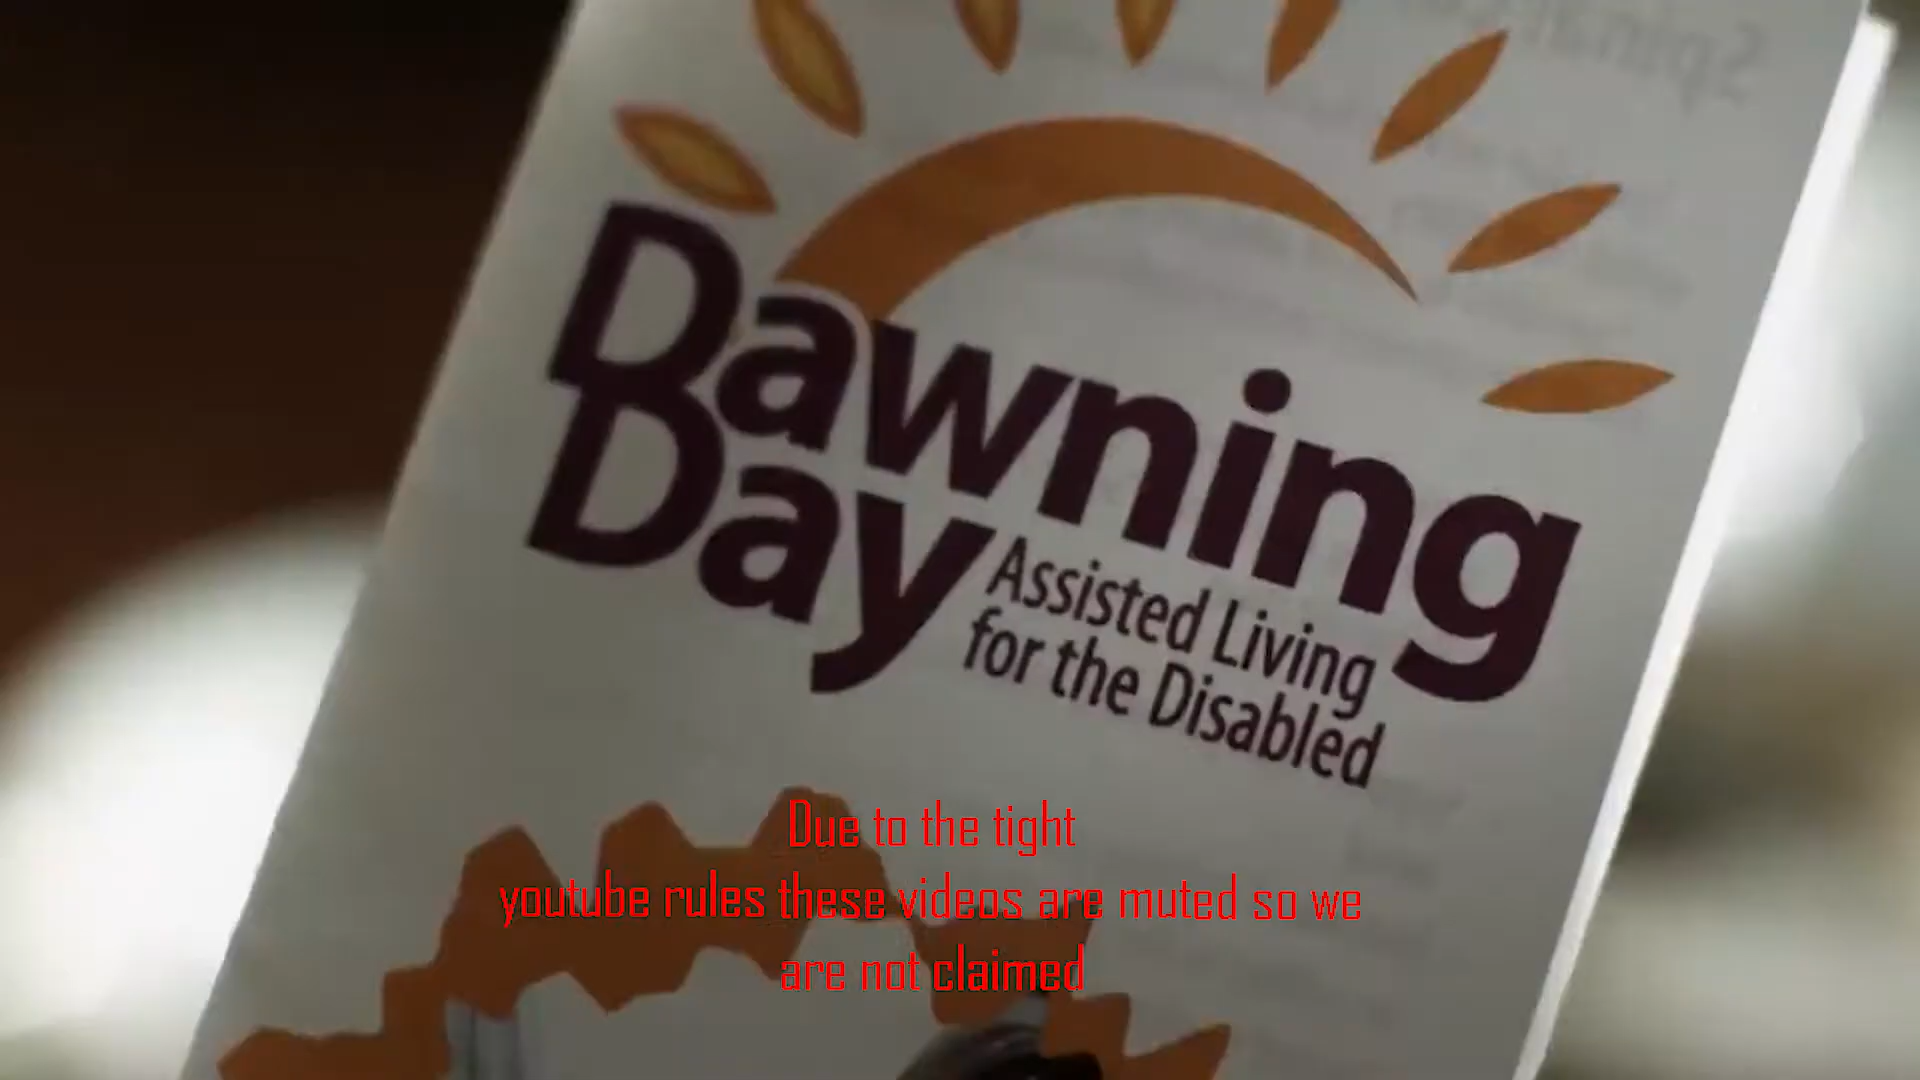 Dawning
Day
Assisted Living
for the Disabled
Due to the tight
youtube rules these videos are muted so we
are not claimed